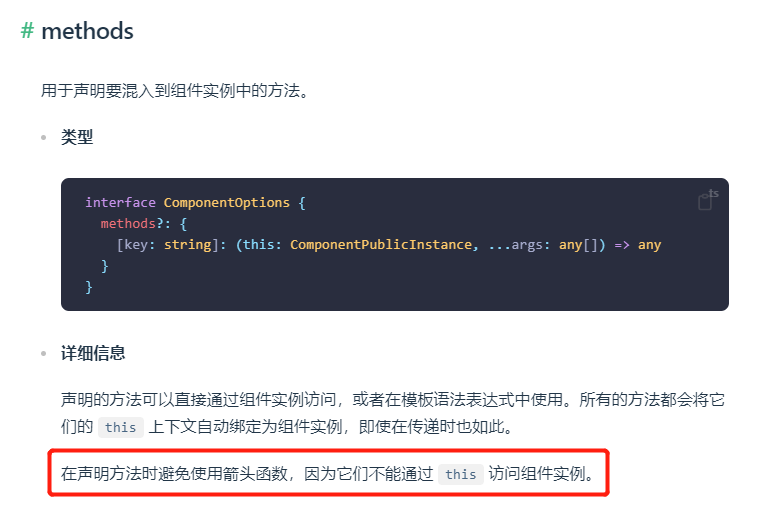 # methods
用于声明要混入到组件实例中的方法。
类型
ts
interface ComponentOptions {
methods?: {
[key: string]: (this: ComponentPublicInstance, ...args: any[]) => any
}
}
详细信息
声明的方法可以直接通过组件实例访问，或者在模板语法表达式中使用。所有的方法都会将它
们的 this 上下文自动绑定为组件实例，即使在传递时也如此。
在声明方法时避免使用箭头函数，因为它们不能通过 this 访问组件实例。